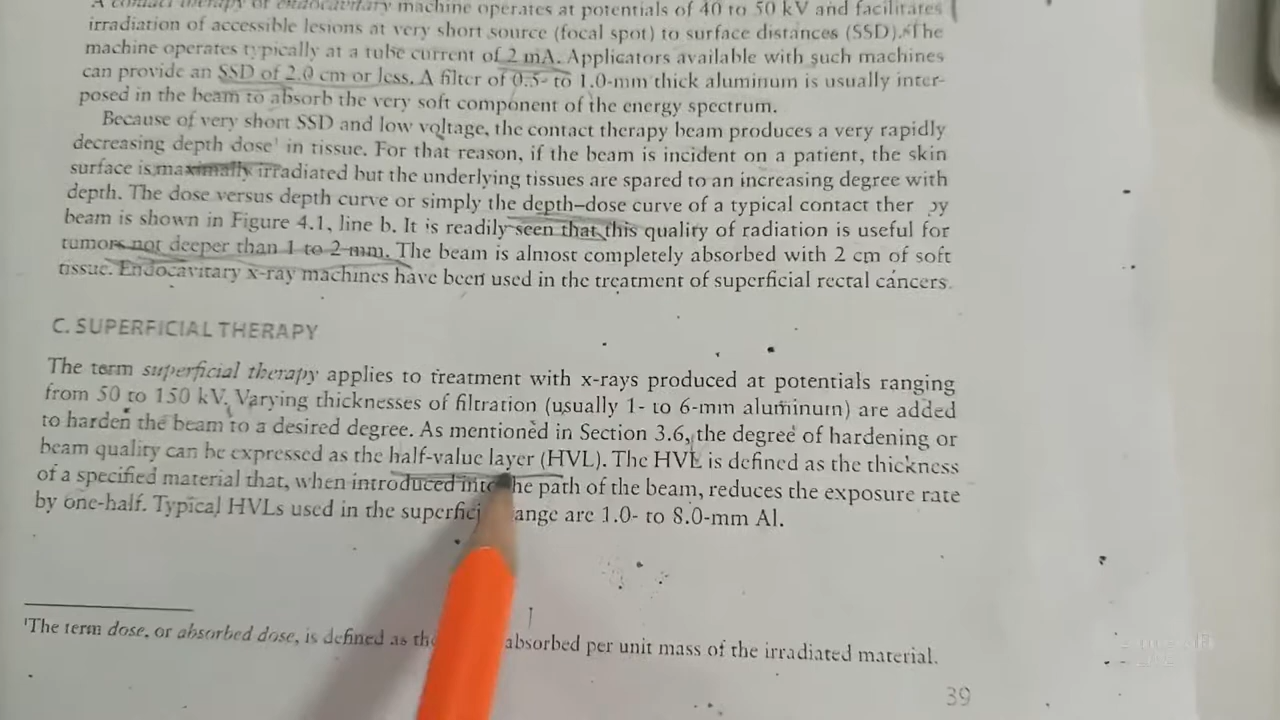 A contact therapy or endocavitary machine operates at potentials of 40 to 50 kV and facilitates
irradiation of accessible lesions at very short source (focal spot) to surface distances (SSD). The
machine operates typically at a tube current of 2 mA. Applicators available with such machines
can provide an SSD of 2.0 cm or less. A filter of 0.5- to 1.0-mm thick aluminum is usually inter-
posed in the beam to absorb the very soft component of the energy spectrum.
Because of very short SSD and low voltage, the contact therapy beam produces a very rapidly
decreasing depth dose¹ in tissue. For that reason, if the beam is incident on a patient, the skin
surface is maximally irradiated but the underlying tissues are spared to an increasing degree with
depth. The dose versus depth curve or simply the depth–dose curve of a typical contact ther py
beam is shown in Figure 4.1, line b. It is readily seen that this quality of radiation is useful for
tumors not deeper than 1 to 2 mm. The beam is almost completely absorbed with 2 cm of soft
tissue. Endocavitary x-ray machines have been used in the treatment of superficial rectal cancers.
C. SUPERFICIAL THERAPY
The term superficial therapy applies to treatment with x-rays produced at potentials ranging
from 50 to 150 kV. Varying thicknesses of filtration (usually 1- to 6-mm aluminum) are added
to harden the beam to a desired degree. As mentioned in Section 3.6, the degree of hardening or
beam quality can be expressed as the half-value layer (HVL). The HVL is defined as the thickness
of a specified material that, when introduced into the path of the beam, reduces the exposure rate
by one-half. Typical HVLs used in the superfici ange are 1.0- to 8.0-mm Al.
¹The term dose, or absorbed dose, is defined as the absorbed per unit mass of the irradiated material.
39